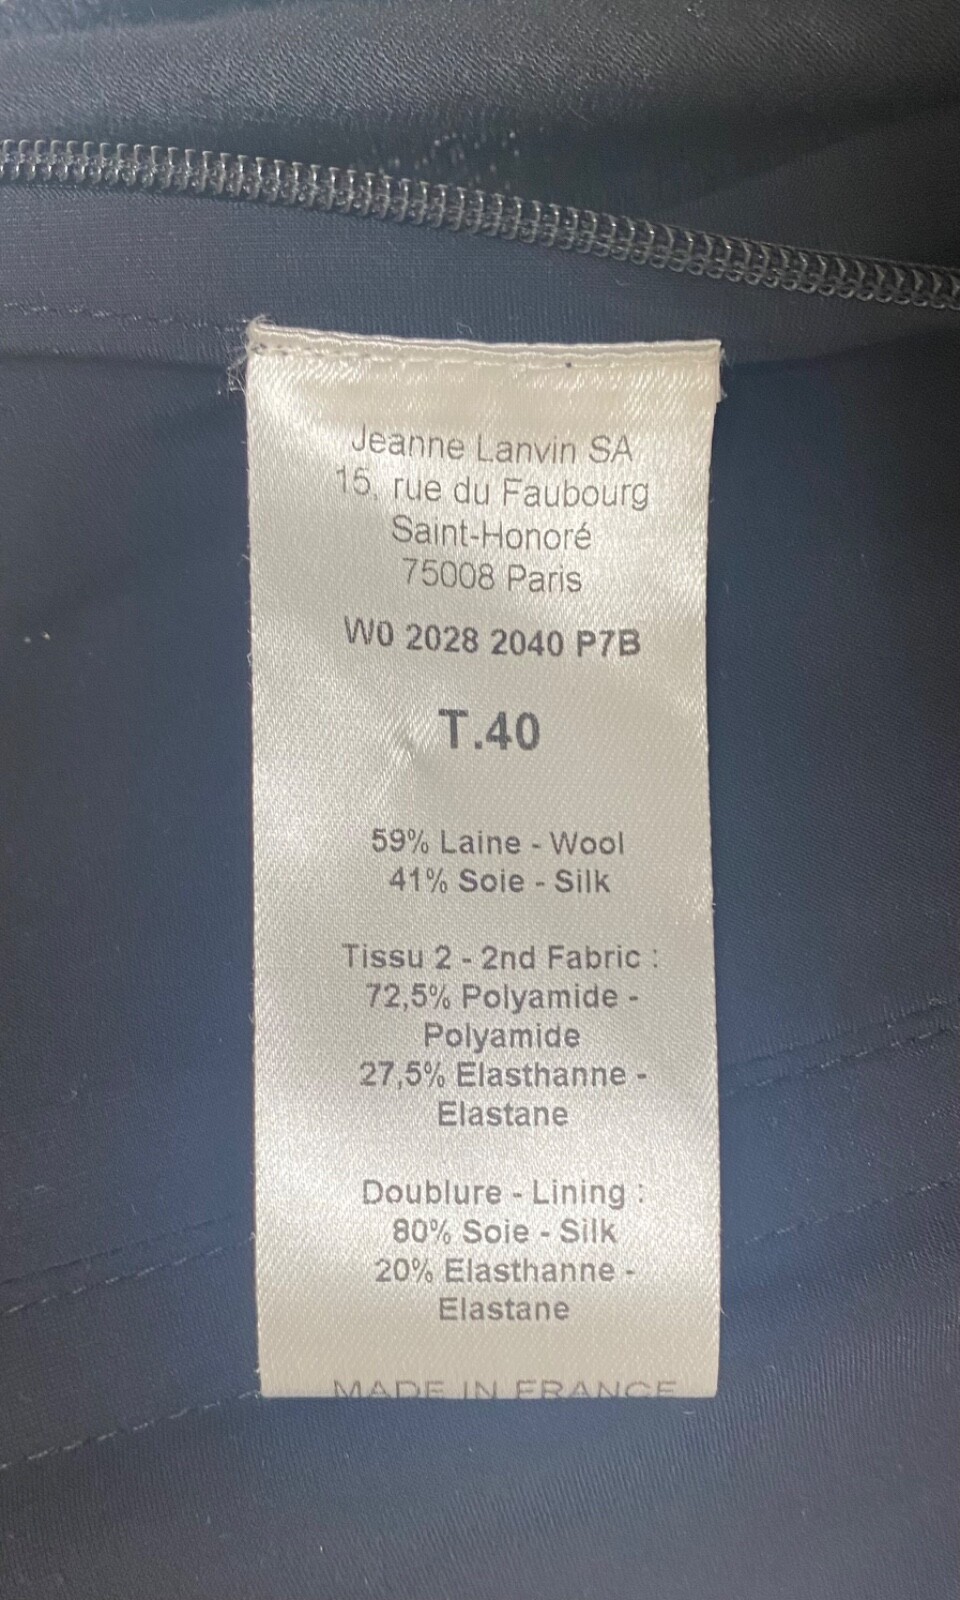 Jeanne Lanvin SA
15, rue du Faubourg
Saint-Honoré
75008 Paris
W0 2028 2040 P7B
T.40
59% Laine - Wool
41% Soie - Silk
Tissu 2 - 2nd Fabric :
72,5% Polyamide -
Polyamide
27,5% Elasthanne -
Elastane
Doublure - Lining :
80% Soie - Silk
20% Elasthanne -
Elastane
MADE IN FRANCE